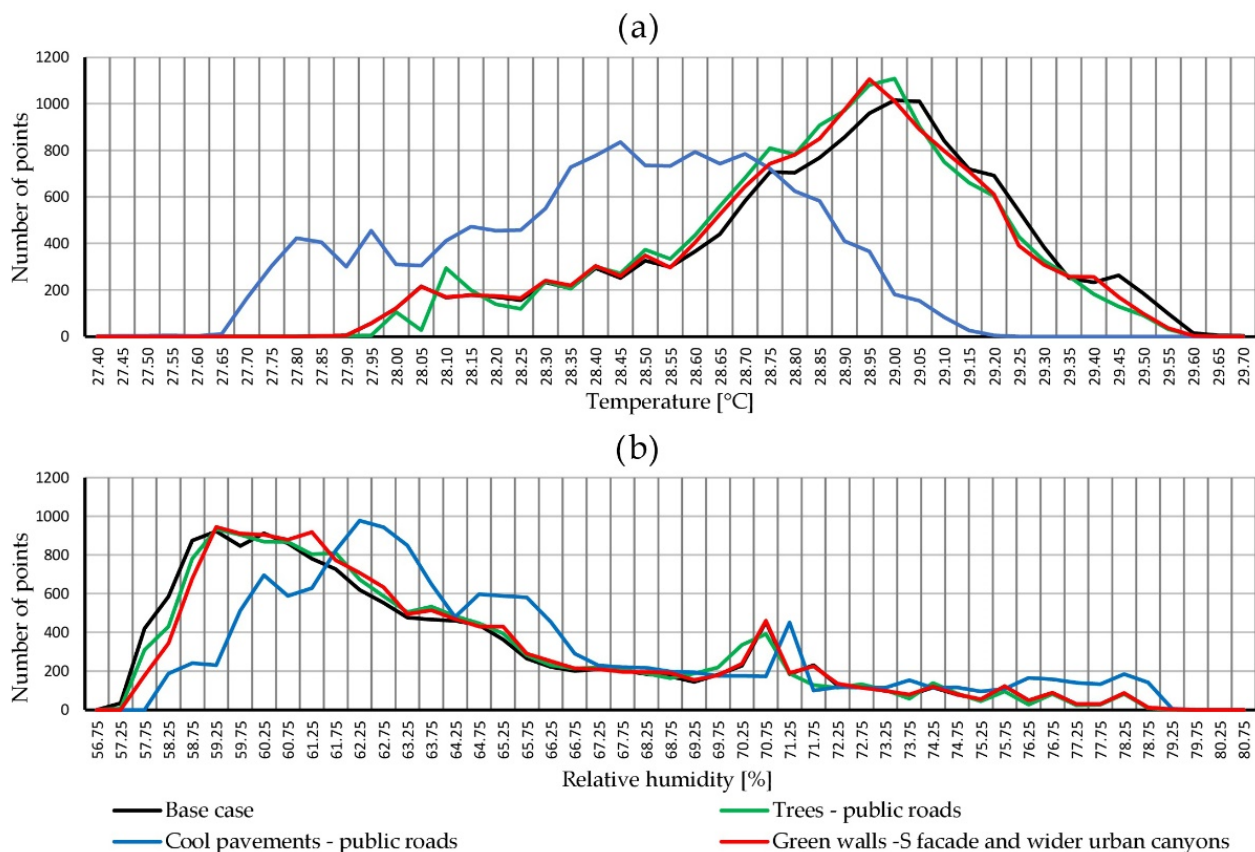 (a)
1200
1000
800
600
400
200
0
Number of points
27.40 27.45 27.50 27.55 27.60 27.65 27.70 27.75 27.80 27.85 27.90 27.95 28.00 28.05 28.10 28.15 28.20 28.25 28.30 28.35 28.40 28.45 28.50 28.55 28.60 28.65 28.70 28.75 28.80 28.85 28.90 28.95 29.00 29.05 29.10 29.15 29.20 29.25 29.30 29.35 29.40 29.45 29.50 29.55 29.60 29.65 29.70
Temperature [°C]
(b)
1200
1000
800
600
400
200
0
Number of points
56.75 57.25 57.75 58.25 58.75 59.25 59.75 60.25 60.75 61.25 61.75 62.25 62.75 63.25 63.75 64.25 64.75 65.25 65.75 66.25 66.75 67.25 67.75 68.25 68.75 69.25 69.75 70.25 70.75 71.25 71.75 72.25 72.75 73.25 73.75 74.25 74.75 75.25 75.75 76.25 76.75 77.25 77.75 78.25 78.75 79.25 79.75 80.25 80.75
Relative humidity [%]
Base case
Trees - public roads
Cool pavements - public roads
Green walls -S facade and wider urban canyons